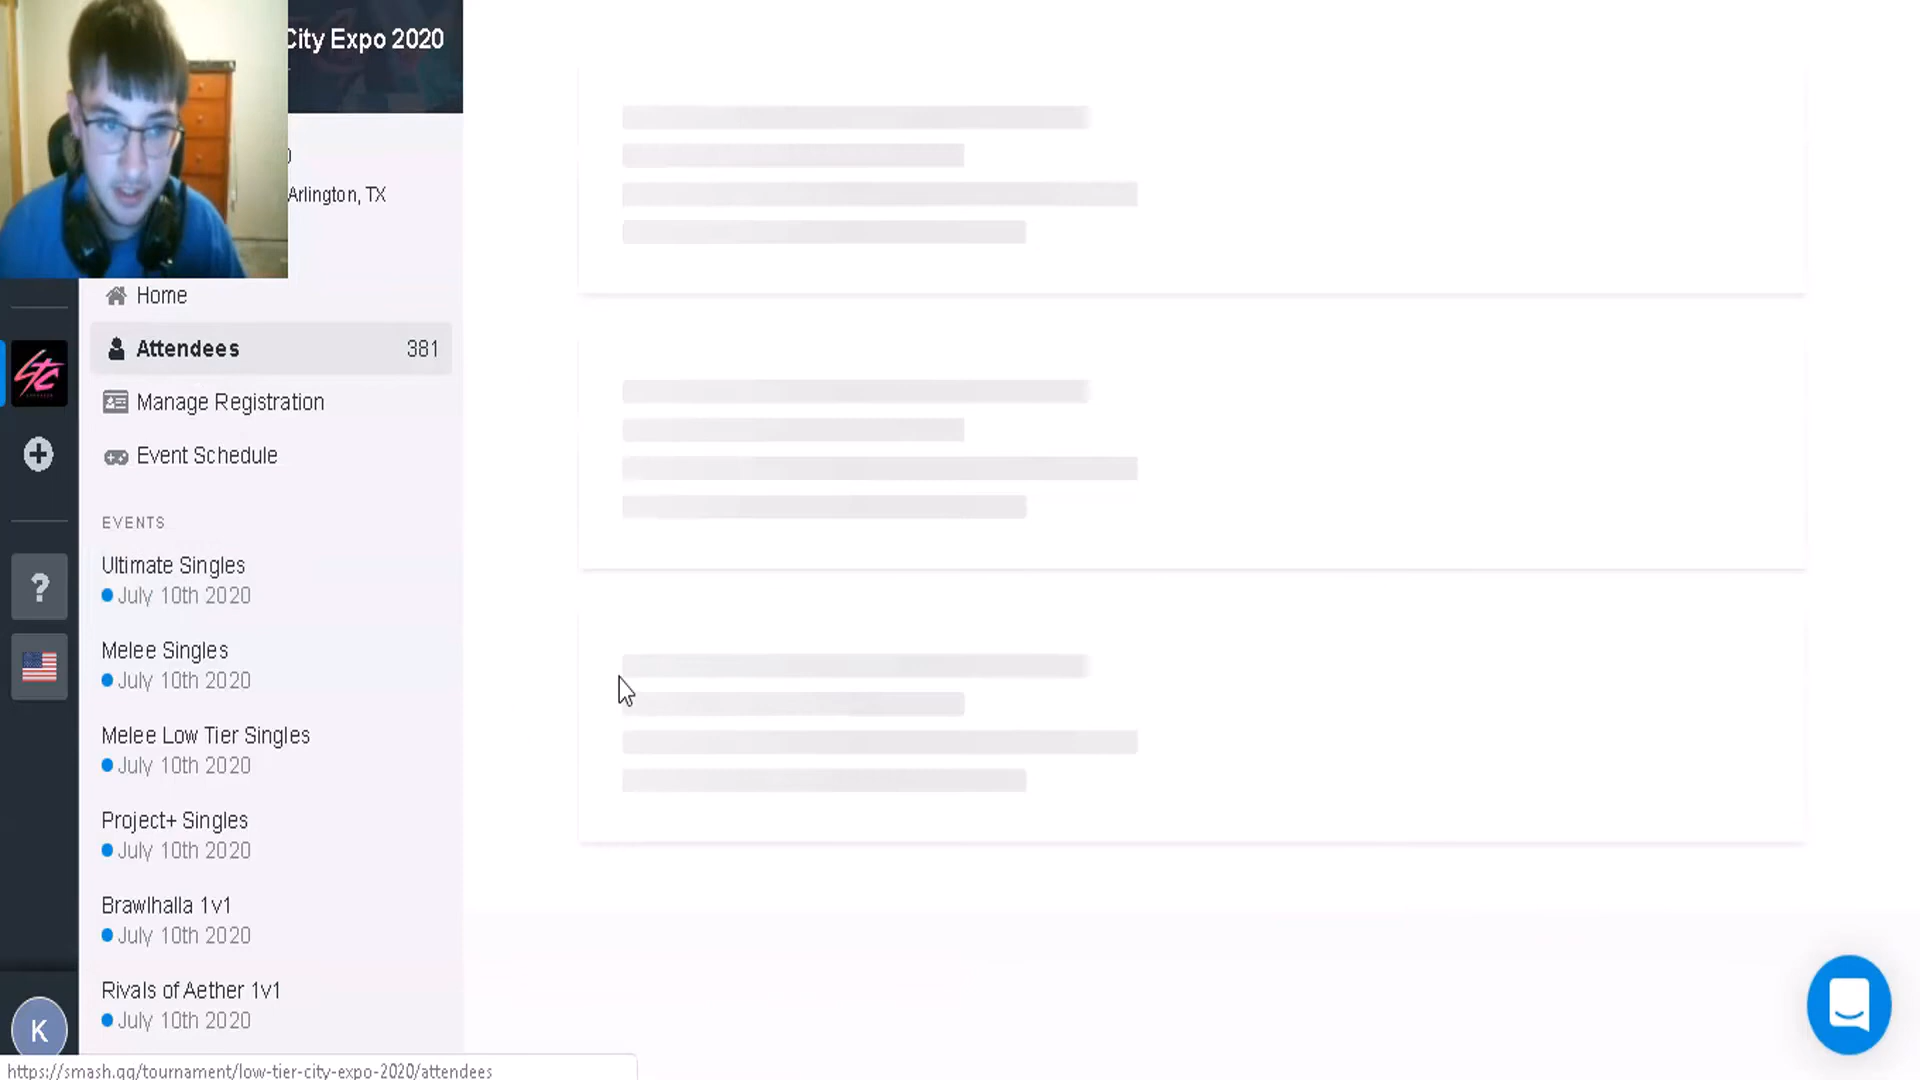 City Expo 2020
Arlington, TX
Home
Attendees 381
Manage Registration
Event Schedule
EVENTS
Ultimate Singles
July 10th 2020
Melee Singles
July 10th 2020
Melee Low Tier Singles
July 10th 2020
Project+ Singles
July 10th 2020
Brawlhalla 1v1
July 10th 2020
Rivals of Aether 1v1
July 10th 2020
LTC
?
K
https://smash.gg/tournament/low-tier-city-expo-2020/attendees